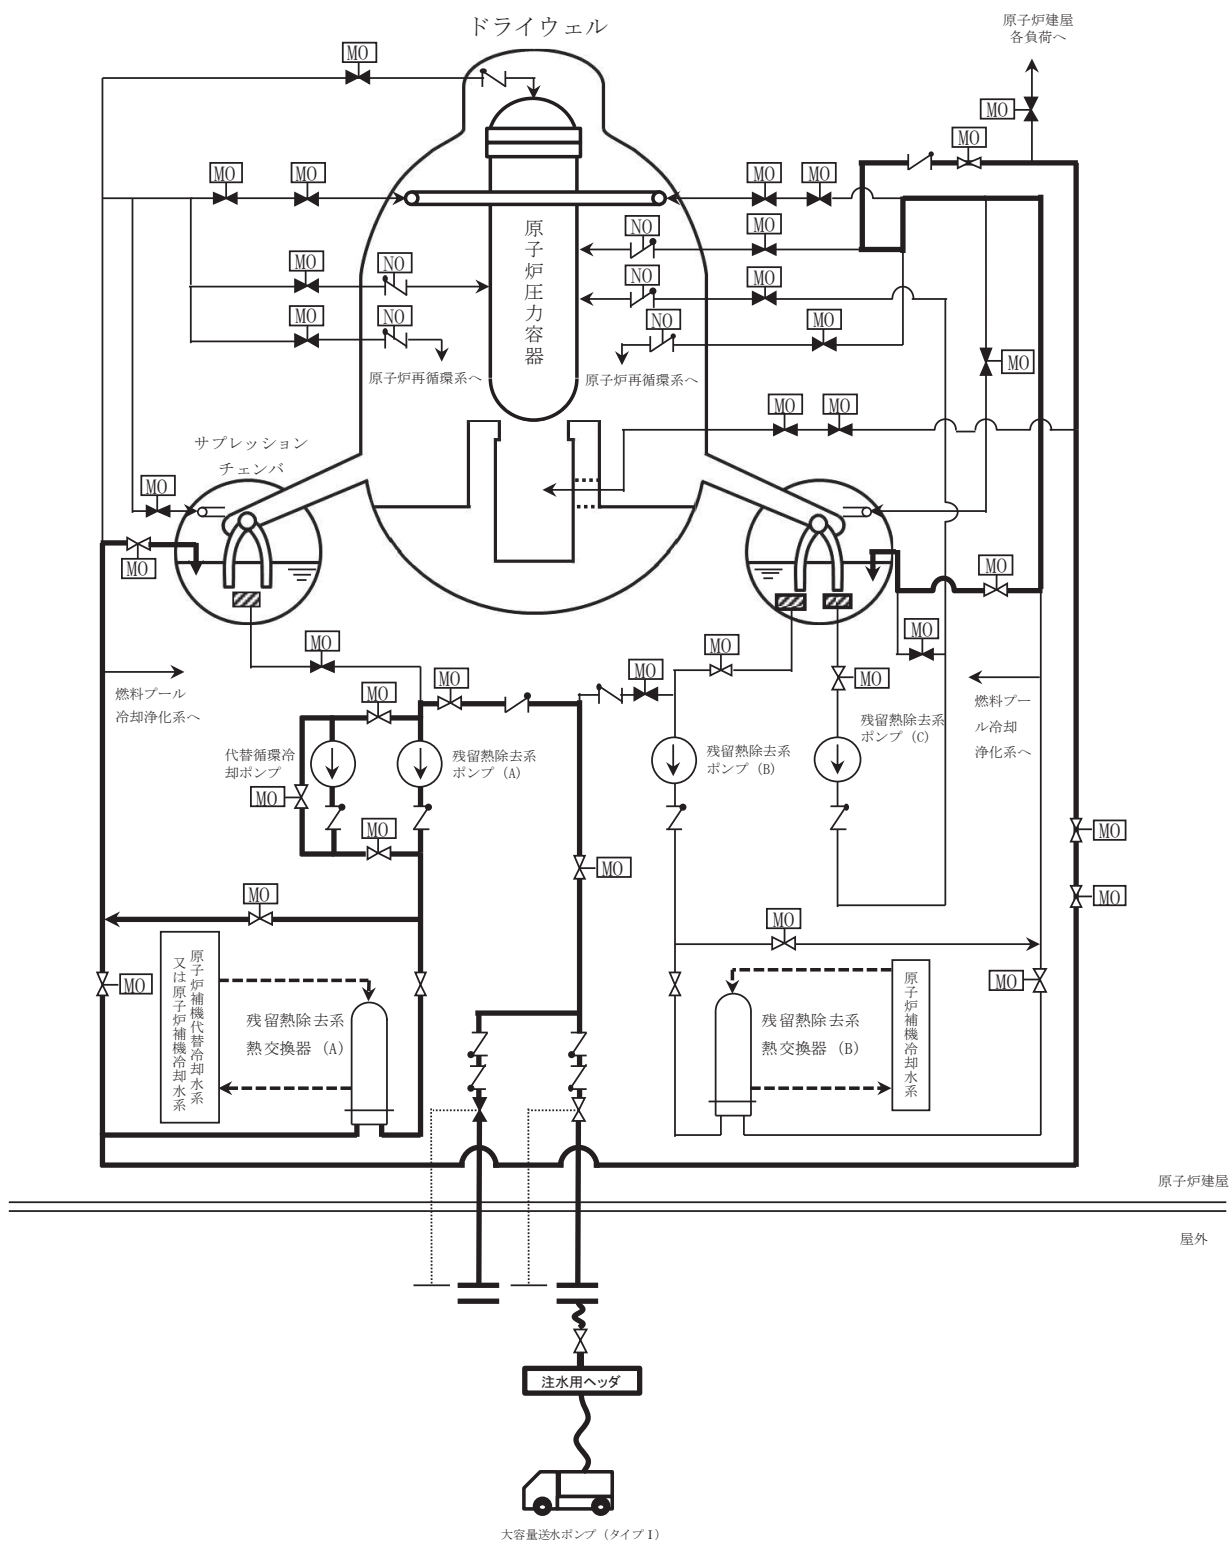 ドライウェル
原子炉建屋
各負荷へ
MO
MO
MO
MO
MO
MO
MO
原子炉圧力容器
NO
MO
MO
NO
NO
MO
MO
NO
NO
MO
MO
原子炉再循環系へ
原子炉再循環系へ
MO
MO
サプレッション
チェンバ
MO
MO
MO
MO
MO
MO
MO
MO
MO
燃料プール
冷却浄化系へ
MO
MO
燃料プー
ル冷却
浄化系へ
代替循環冷
却ポンプ
残留熱除去系
ポンプ(A)
残留熱除去系
ポンプ(B)
残留熱除去系
ポンプ(C)
MO
MO
MO
MO
MO
MO
MO
MO
MO
原子炉補機代替冷却水系
又は原子炉補機冷却水系
残留熱除去系
熱交換器(A)
残留熱除去系
熱交換器(B)
原子炉補機冷却水系
原子炉建屋
屋外
注水用ヘッダ
大容量送水ポンプ(タイプⅠ)